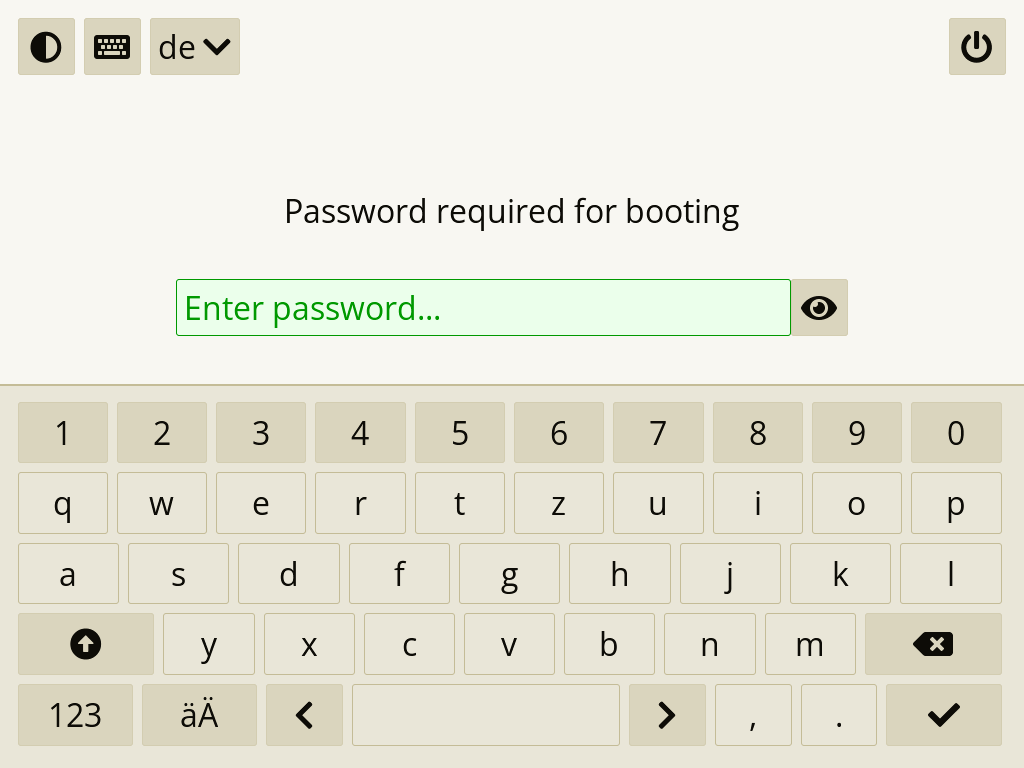 de
Password required for booting
Enter password...
1 2 3 4 5 6 7 8 9 0
q w e r t z u i o p
a s d f g h j k l
y x c v b n m
123 äÄ , .